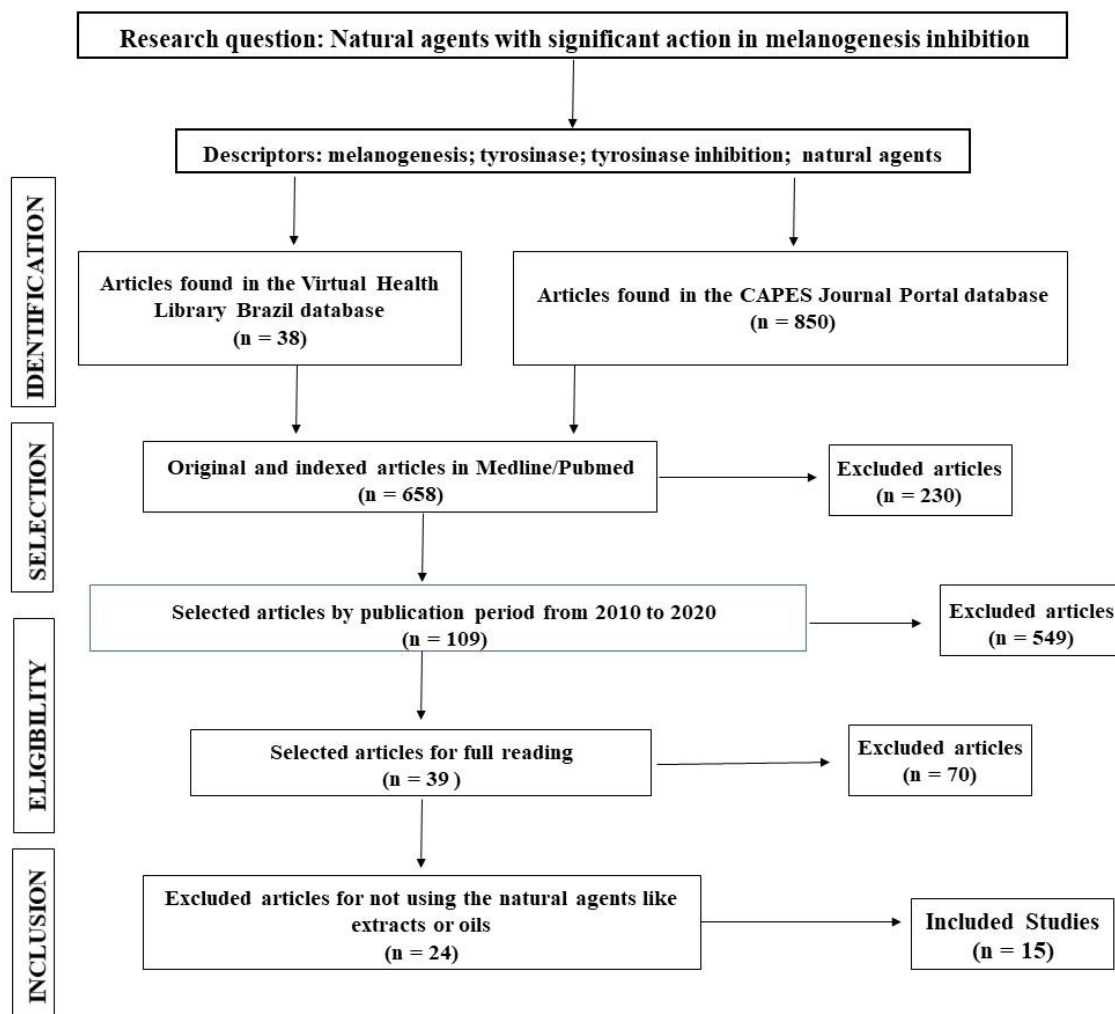 Research question: Natural agents with significant action in melanogenesis inhibition
Descriptors: melanogenesis; tyrosinase; tyrosinase inhibition; natural agents
IDENTIFICATION
Articles found in the Virtual Health
Library Brazil database
(n = 38)
Articles found in the CAPES Journal Portal database
(n = 850)
SELECTION
Original and indexed articles in Medline/Pubmed
(n = 658)
Excluded articles
(n = 230)
Selected articles by publication period from 2010 to 2020
(n = 109)
Excluded articles
(n = 549)
ELIGIBILITY
Selected articles for full reading
(n = 39 )
Excluded articles
(n = 70)
INCLUSION
Excluded articles for not using the natural agents like
extracts or oils
(n = 24)
Included Studies
(n = 15)